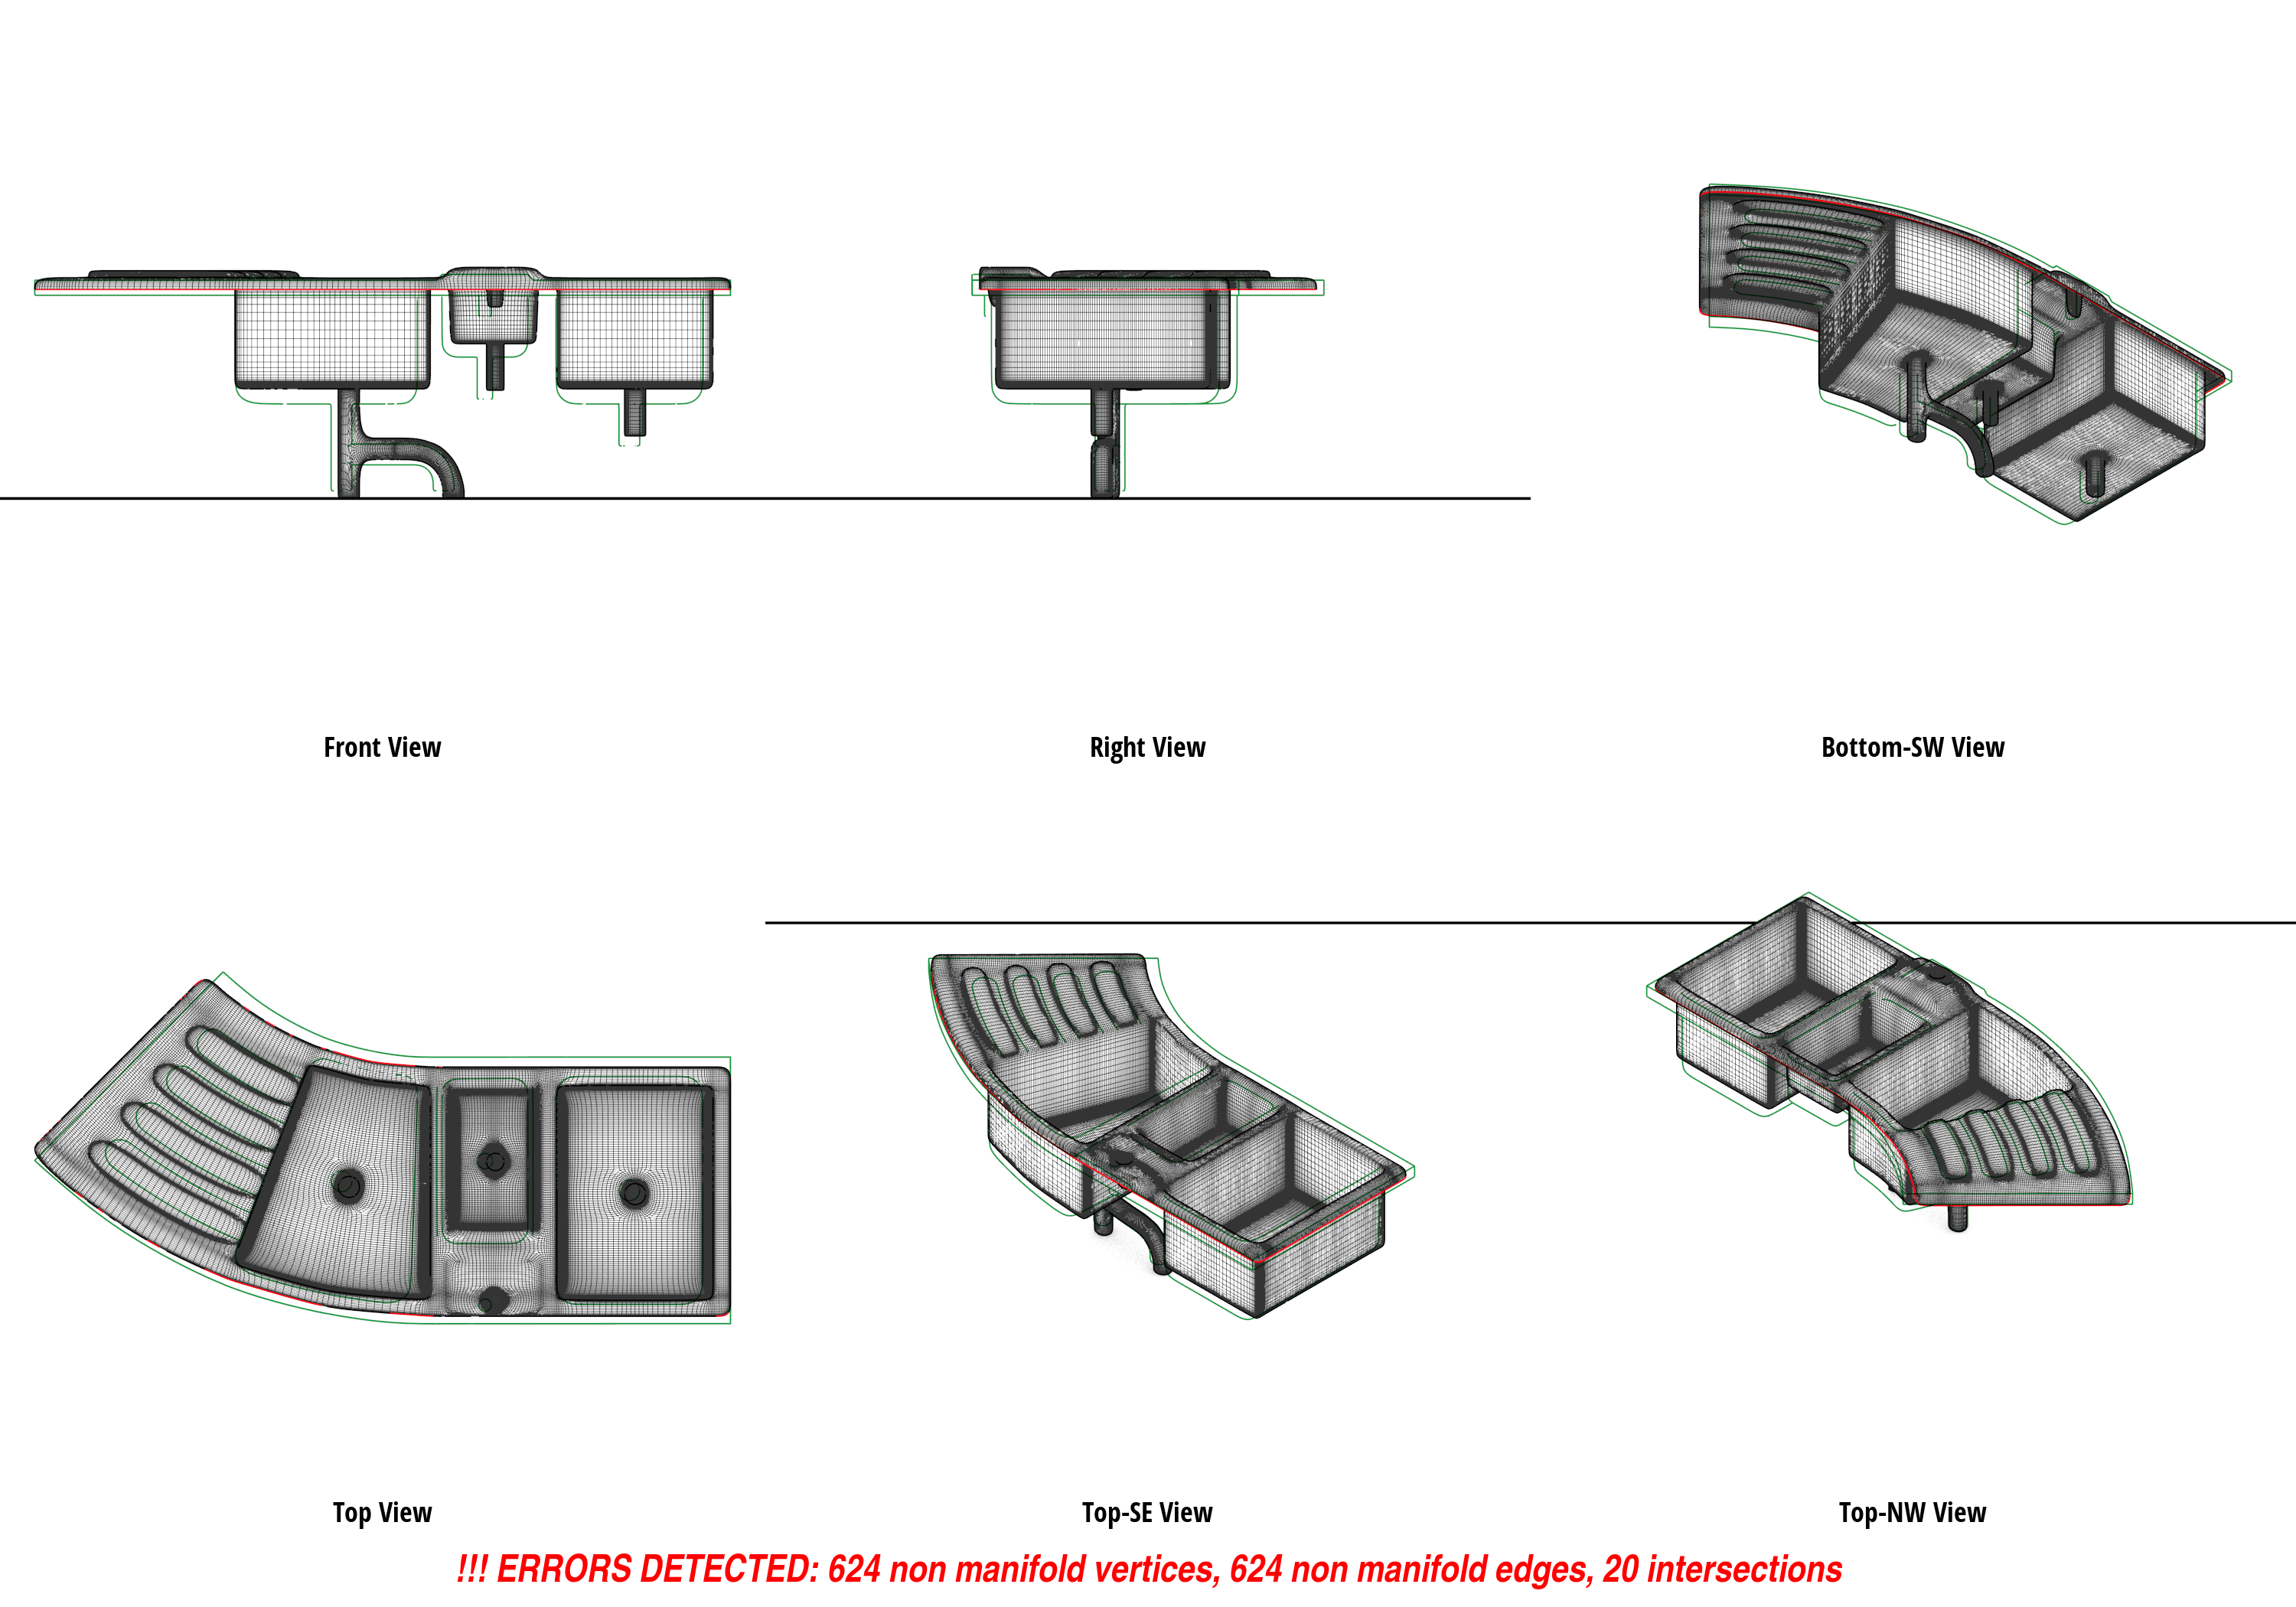 Front View
Right View
Bottom-SW View
Top View
Top-SE View
Top-NW View
!!! ERRORS DETECTED: 624 non manifold vertices, 624 non manifold edges, 20 intersections